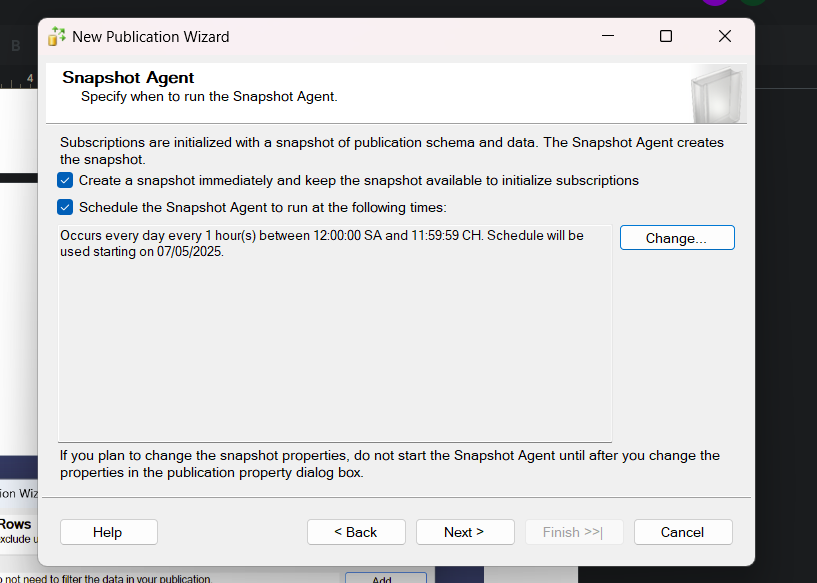 B
4
New Publication Wizard
Snapshot Agent
Specify when to run the Snapshot Agent.
Subscriptions are initialized with a snapshot of publication schema and data. The Snapshot Agent creates
the snapshot.
Create a snapshot immediately and keep the snapshot available to initialize subscriptions
Schedule the Snapshot Agent to run at the following times:
Occurs every day every 1 hour(s) between 12:00:00 SA and 11:59:59 CH. Schedule will be
used starting on 07/05/2025.
Change...
If you plan to change the snapshot properties, do not start the Snapshot Agent until after you change the
properties in the publication property dialog box.
ion Wiz
Rows
xclude u
Help
< Back
Next >
Finish >>|
Cancel
not need to filter the data in your publication.
Add